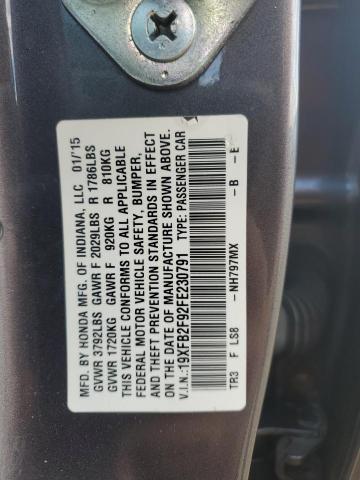 MFD. BY HONDA MFG. OF INDIANA, LLC 01/'15
GVWR 3792LBS GAWR F 2029LBS R 1786LBS
GVWR 1720KG GAWR F 920KG R 810KG
THIS VEHICLE CONFORMS TO ALL APPLICABLE
FEDERAL MOTOR VEHICLE SAFETY, BUMPER,
AND THEFT PREVENTION STANDARDS IN EFFECT
ON THE DATE OF MANUFACTURE SHOWN ABOVE.
V.I.N.:19XFB2F92FE230791 TYPE: PASSENGER CAR
-NH797MX -B -E
TR3 F LS8